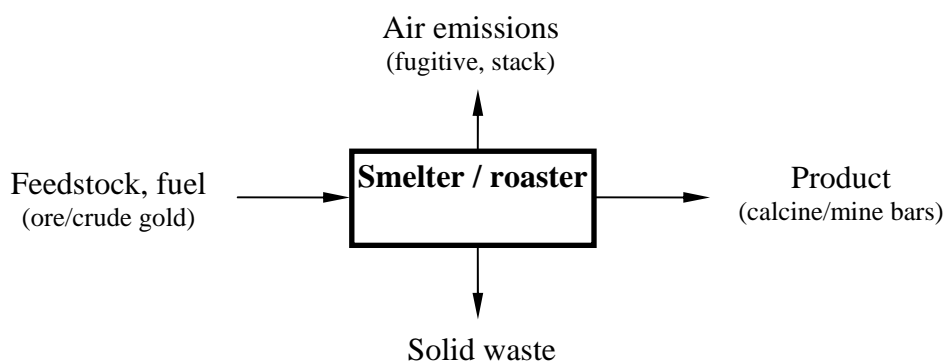 Air emissions
(fugitive, stack)
Smelter / roaster
Feedstock, fuel
(ore/crude gold)
Product
(calcine/mine bars)
Solid waste